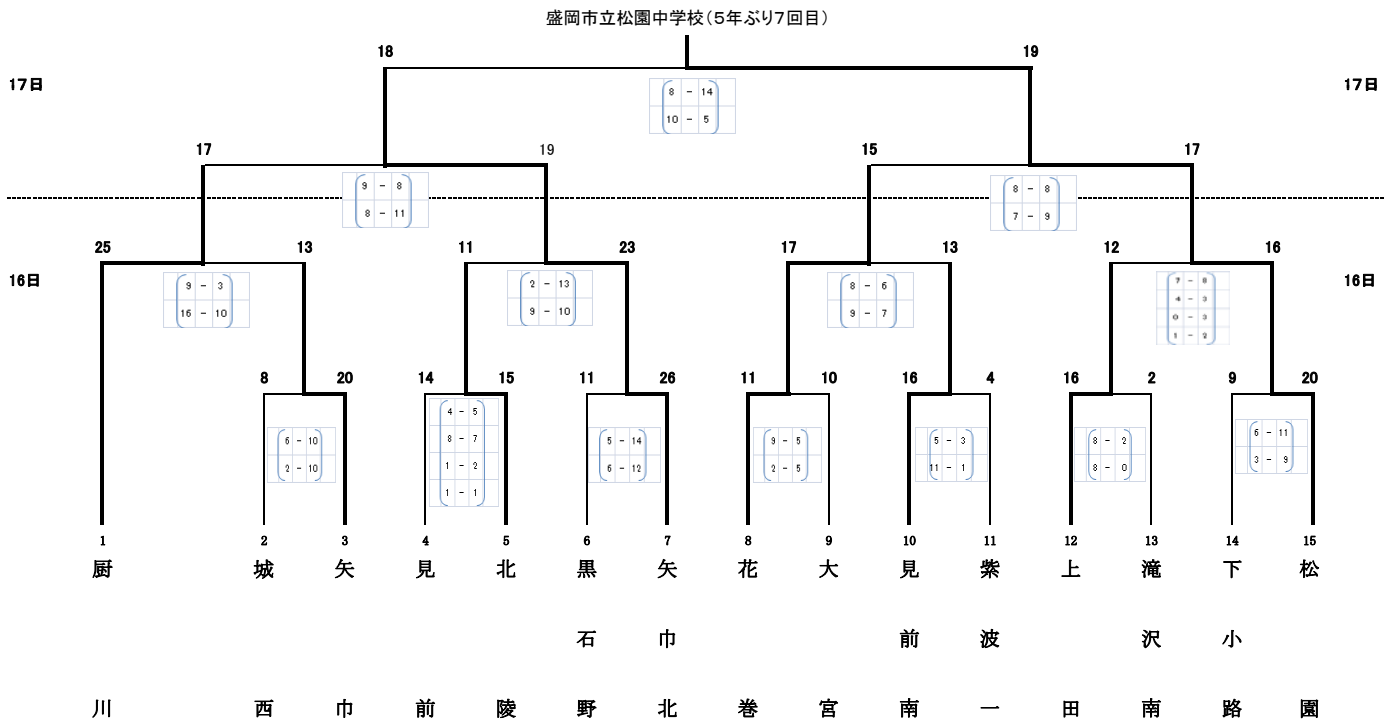 盛岡市立松園中学校(5年ぶり7回目)
18 19
17日 17日
8 - 14
10 - 5
17 19 15 17
9 - 8 8 - 8
8 - 11 7 - 9
25 13 11 23 17 13 12 16
16日 16日
9 - 3 2 - 13 8 - 6 7 - 8
16 - 10 9 - 10 9 - 7 4 - 3
0 - 3
1 - 2
8 20 14 15 11 26 11 10 16 4 16 2 9 20
6 - 10 4 - 5 5 - 14 9 - 5 5 - 3 8 - 2 6 - 11
2 - 10 8 - 7 6 - 12 2 - 5 11 - 1 8 - 0 3 - 9
1 - 2
1 - 1
1 2 3 4 5 6 7 8 9 10 11 12 13 14 15
厨川
城西
矢巾
見前
北陵
黒石野
矢巾北
花巻
大宮
見前南
紫波一
上田
滝沢南
下小路
松園